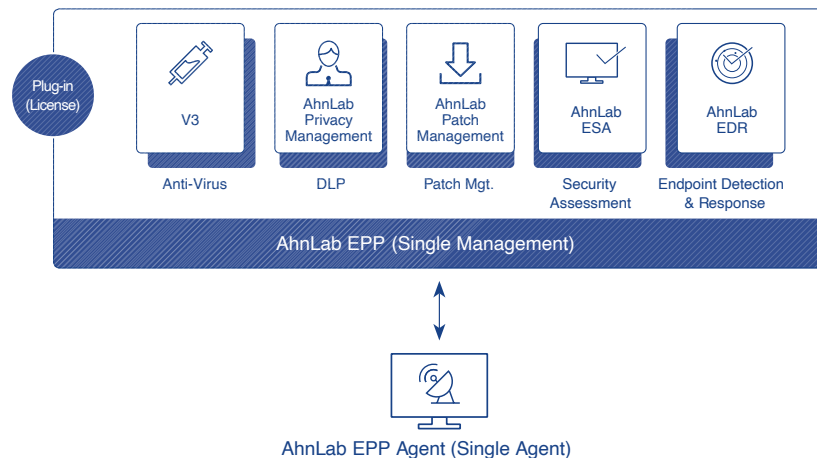 Plug-in
(License)
V3
Anti-Virus
AhnLab
Privacy
Management
DLP
AhnLab
Patch
Management
Patch Mgt.
AhnLab
ESA
Security
Assessment
AhnLab
EDR
Endpoint Detection
& Response
AhnLab EPP (Single Management)
AhnLab EPP Agent (Single Agent)